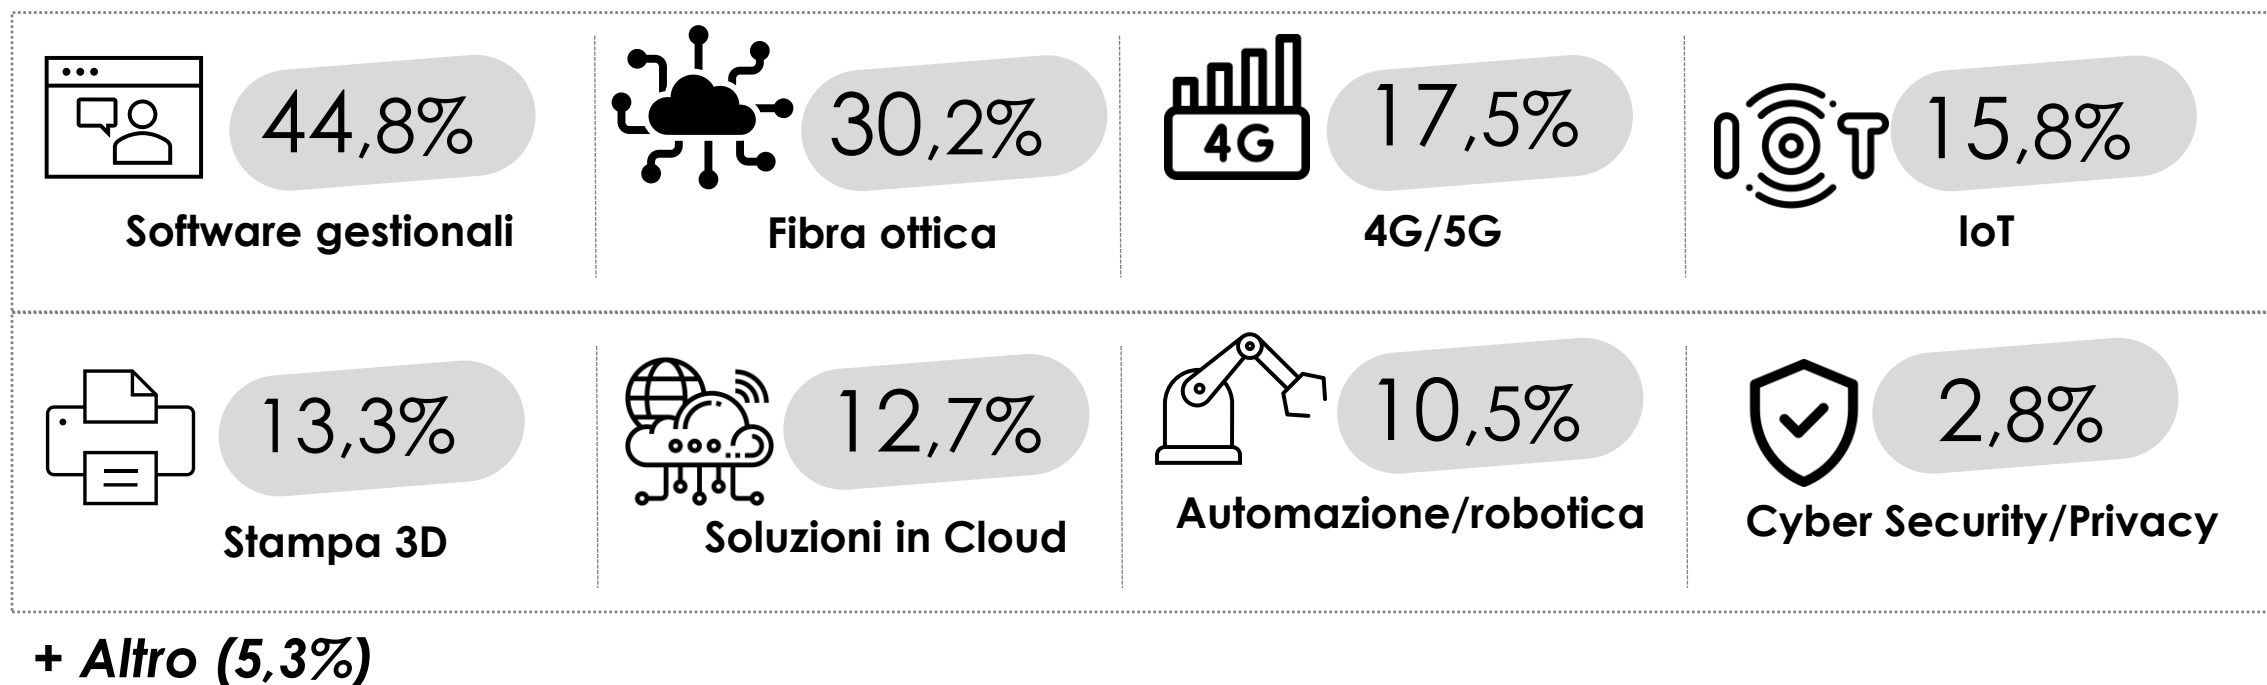 44,8%
Software gestionali
30,2%
Fibra ottica
4G
17,5%
4G/5G
IOT
15,8%
IoT
13,3%
Stampa 3D
12,7%
Soluzioni in Cloud
10,5%
Automazione/robotica
2,8%
Cyber Security/Privacy
+ Altro (5,3%)